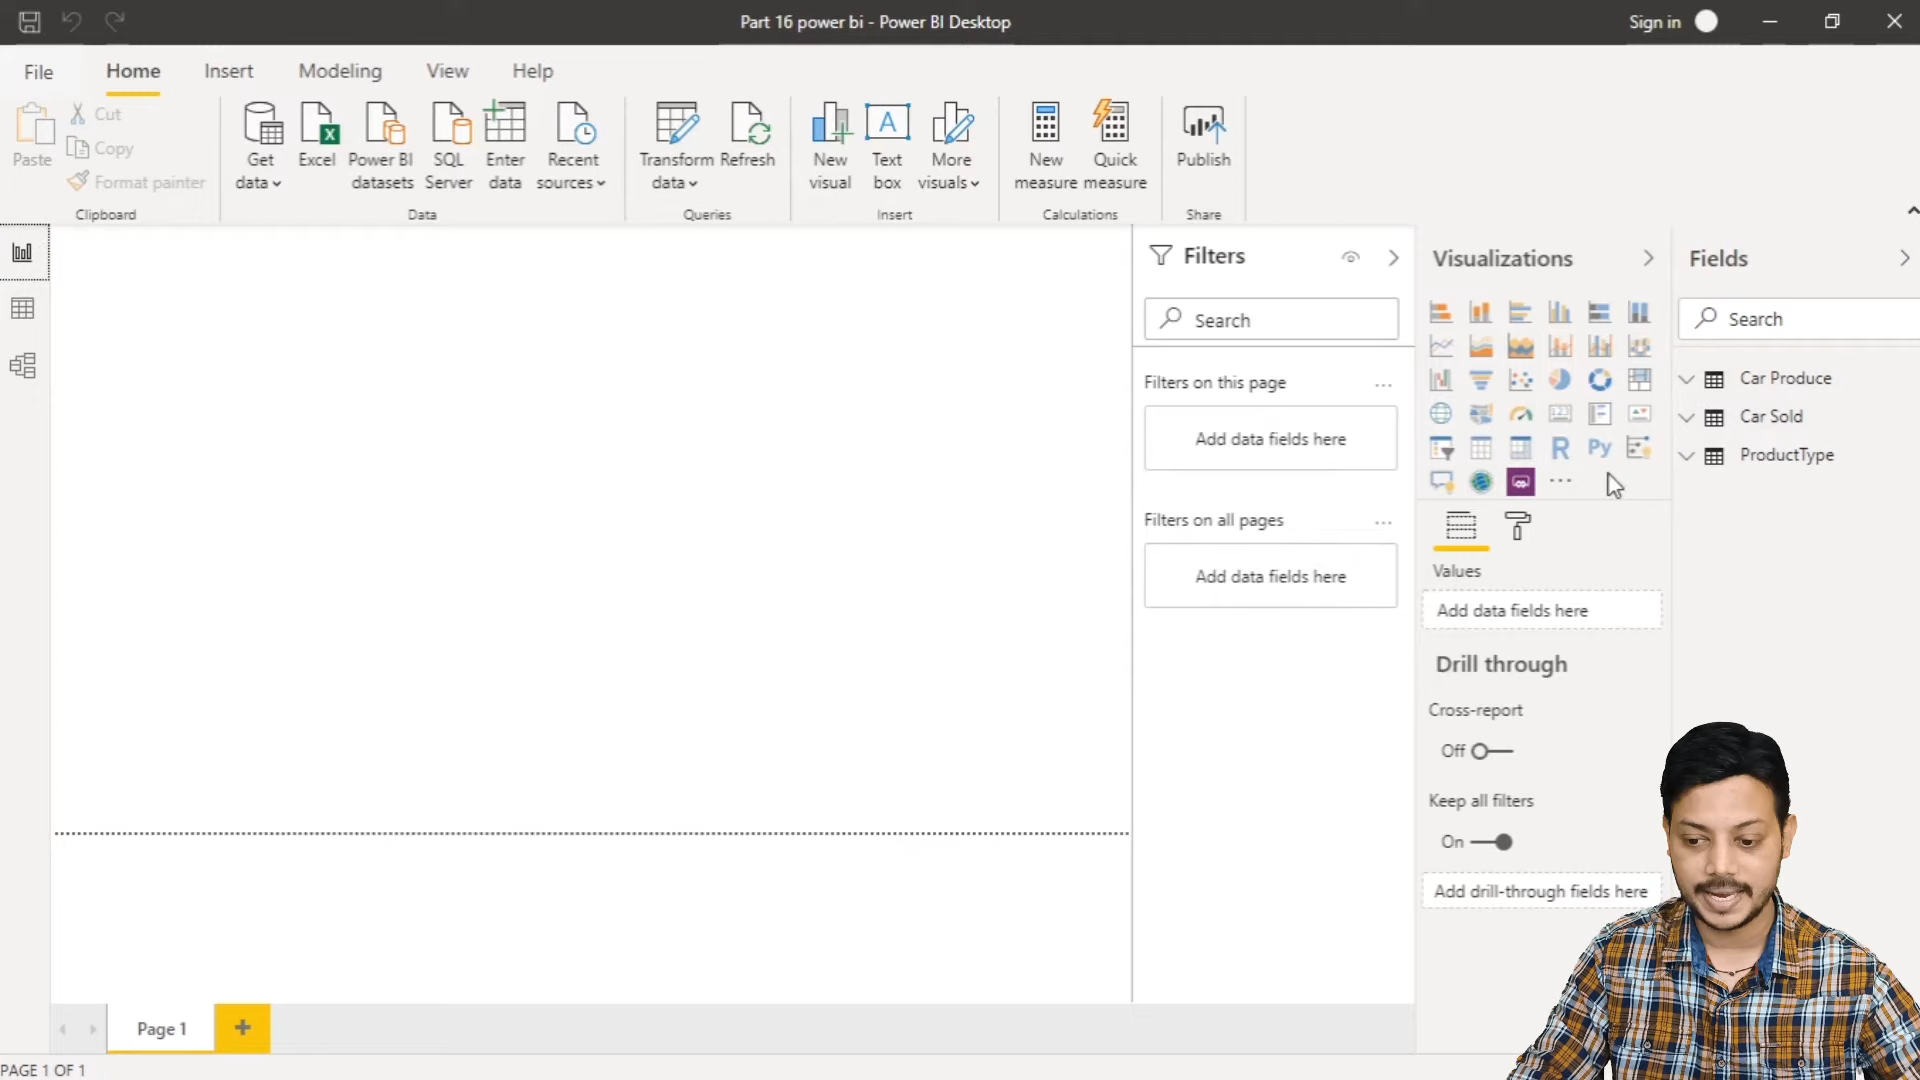 Part 16 power bi - Power BI Desktop
Sign in
File
Home
Insert
Modeling
View
Help
Paste
Cut
Copy
Format painter
Clipboard
Get data
Excel
Power BI datasets
SQL Server
Enter data
Recent sources
Data
Transform data
Refresh
Queries
New visual
Text box
More visuals
Insert
New measure
Quick measure
Calculations
Publish
Share
Filters
Search
Filters on this page
...
Add data fields here
Filters on all pages
...
Add data fields here
Visualizations
123
R
Py
...
Values
Add data fields here
Drill through
Cross-report
Off
Keep all filters
On
Add drill-through fields here
Fields
Search
Car Produce
Car Sold
ProductType
Page 1
+
PAGE 1 OF 1